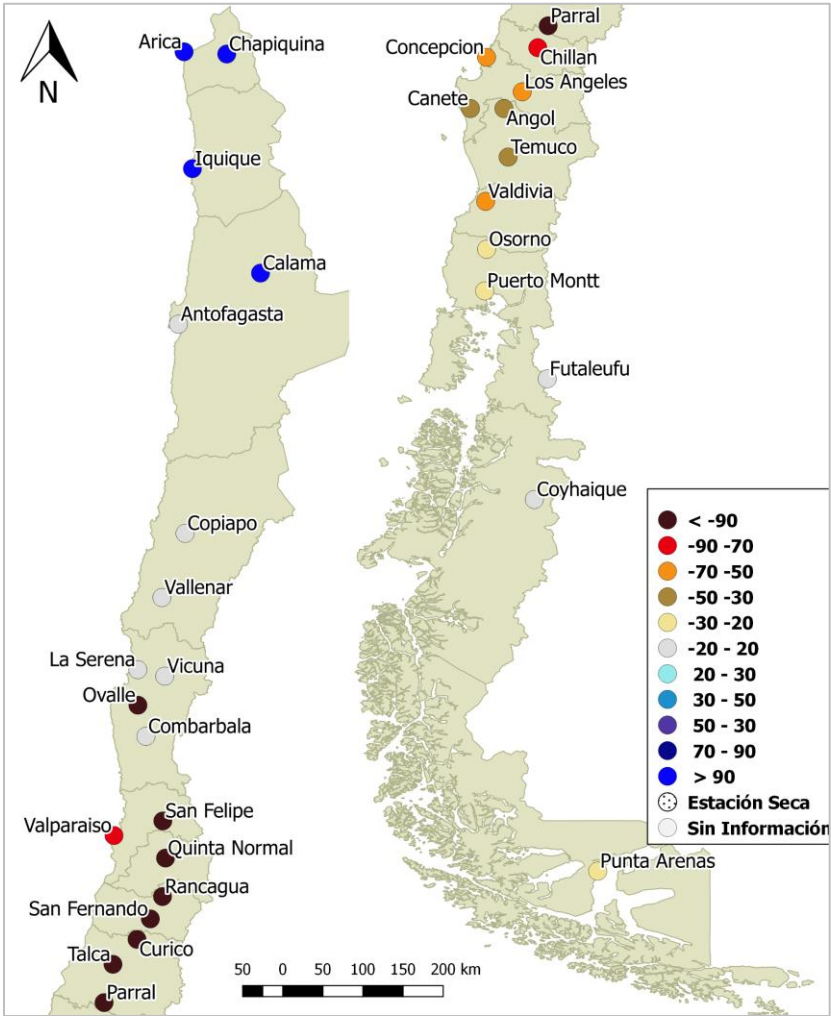 N
Arica
Chapiquina
Iquique
Calama
Antofagasta
Copiapo
Vallenar
La Serena
Vicuna
Ovalle
Combarbala
San Felipe
Valparaiso
Quinta Normal
Rancagua
San Fernando
Curico
Talca
Parral
50 0 50 100 150 200 km
Parral
Concepcion
Chillan
Los Angeles
Canete
Angol
Temuco
Valdivia
Osorno
Puerto Montt
Futaleufu
Coyhaique
Punta Arenas
< -90
-90 -70
-70 -50
-50 -30
-30 -20
-20 - 20
20 - 30
30 - 50
50 - 30
70 - 90
> 90
Estación Seca
Sin Información